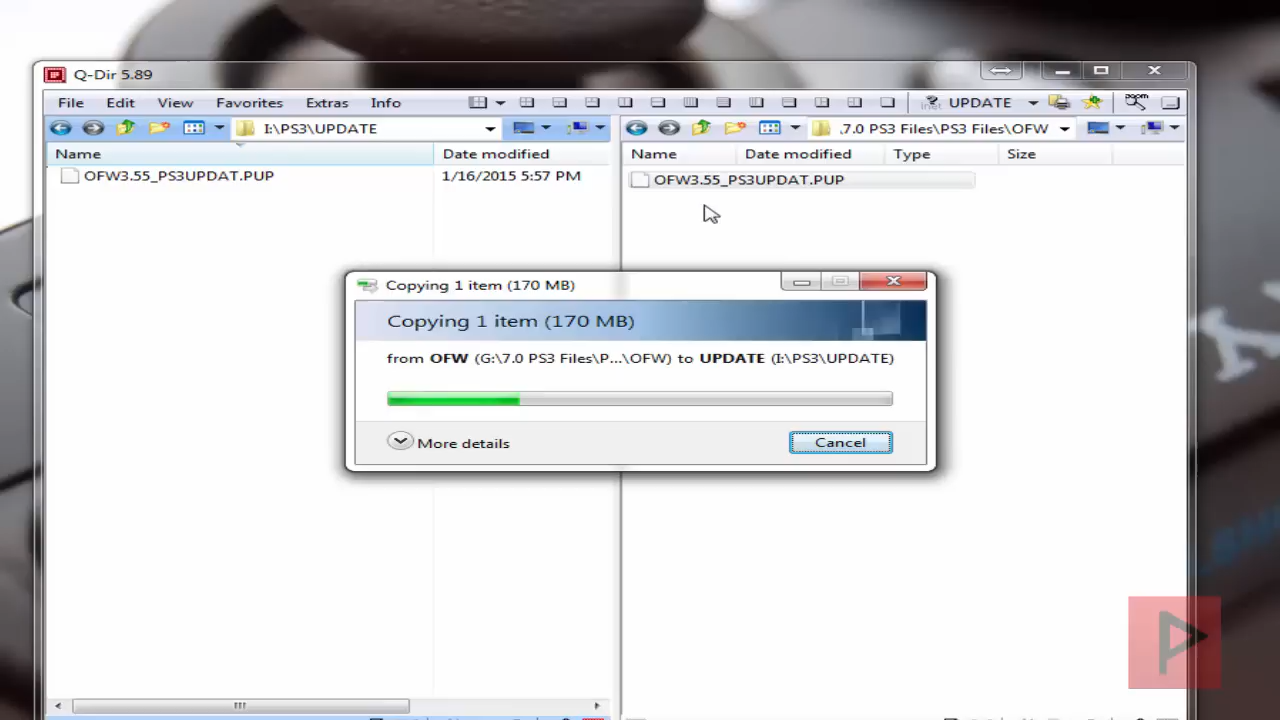 Q-Dir 5.89
File Edit View Favorites Extras Info
UPDATE
zoom
I:\PS3\UPDATE
.7.0 PS3 Files\PS3 Files\OFW
Name Date modified
Name Date modified Type Size
OFW3.55_PS3UPDAT.PUP 1/16/2015 5:57 PM
OFW3.55_PS3UPDAT.PUP
Copying 1 item (170 MB)
Copying 1 item (170 MB)
from OFW (G:\7.0 PS3 Files\P...\OFW) to UPDATE (I:\PS3\UPDATE)
More details
Cancel
P